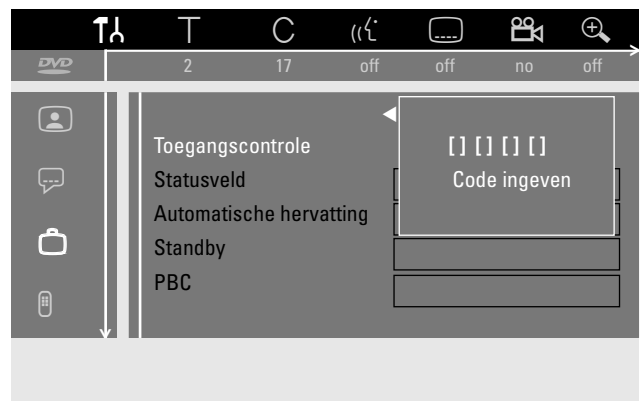 T C
DVD 2 17 off off no off
Toegangscontrole
Statusveld
Automatische hervatting
Standby
PBC
[ ] [ ] [ ] [ ]
Code ingeven